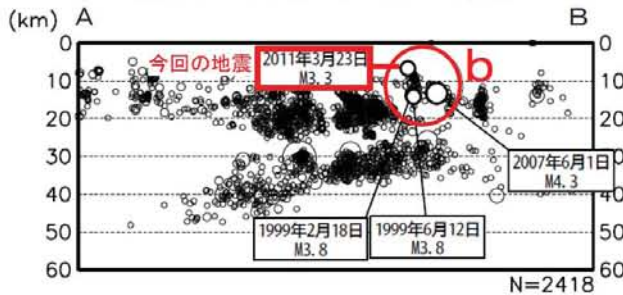 (km) A B
0 0
今回の地震
2011年3月23日
M3.3
b
10 10
20 20
30 30
2007年6月1日
M4.3
40 40
1999年2月18日
M3.8
1999年6月12日
M3.8
50 50
60 60
N=2418